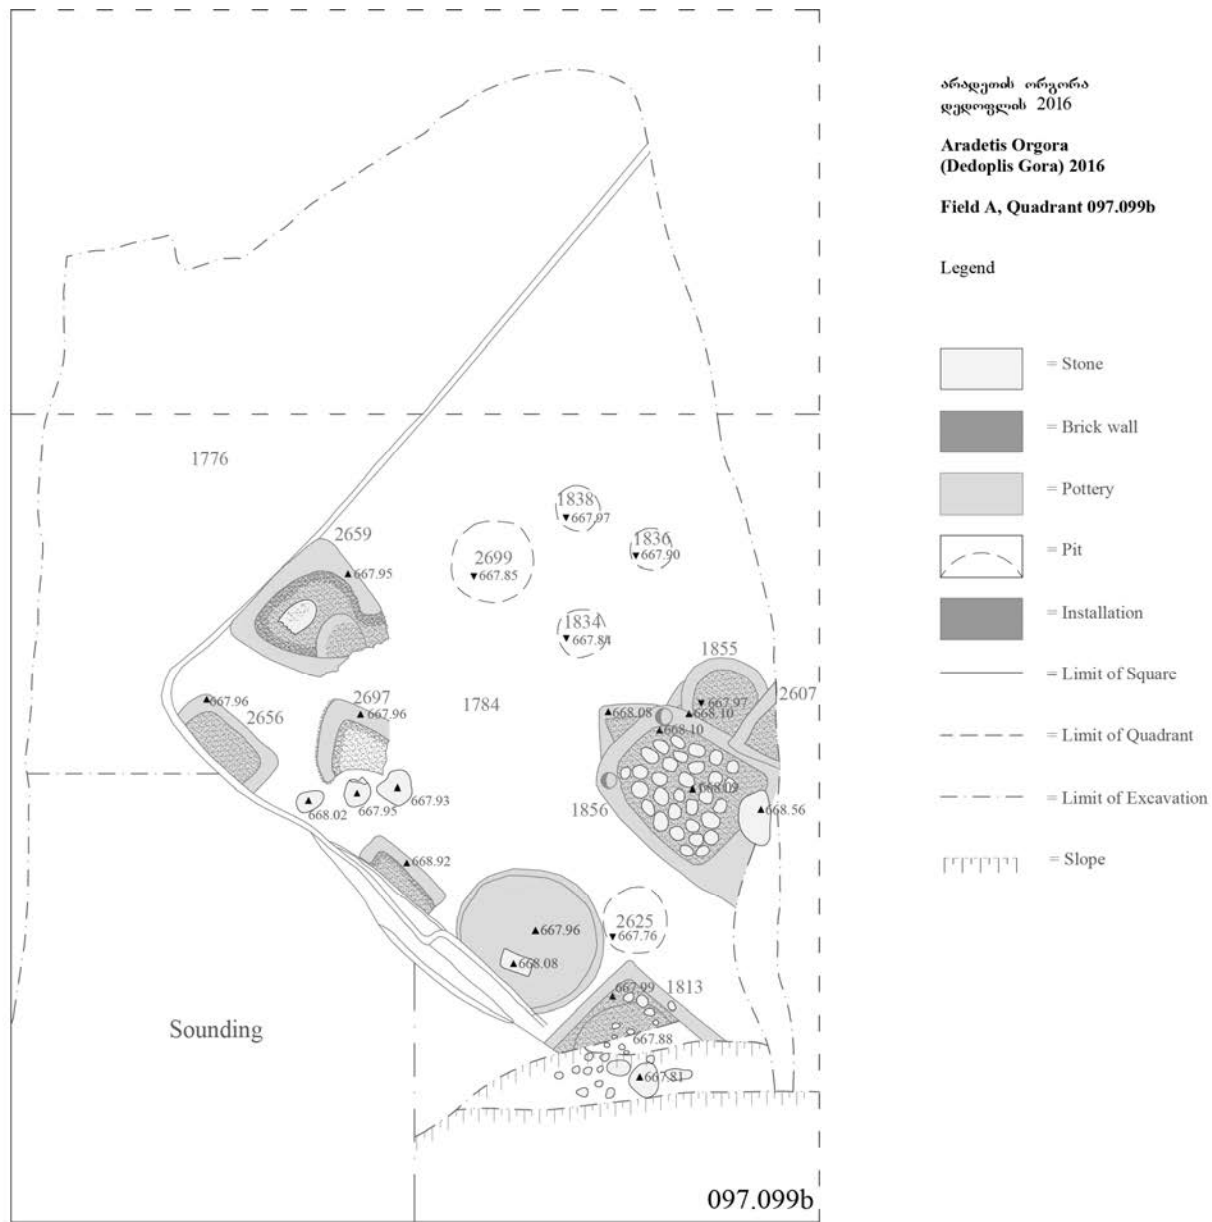 1776
1838
667.97
2659
2699
1836
667.95
667.85
667.90
1834
667.84
1855
2607
667.96
2656
2697
667.96
1784
668.08
667.97
668.10
668.10
668.02
667.95
667.93
1856
668.09
668.56
668.92
667.96
2625
667.76
668.08
667.99
1813
667.88
667.81
Sounding
097.099b
არადეთის ორგორა
დედოფლის 2016
Aradetis Orgora
(Dedoplis Gora) 2016
Field A, Quadrant 097.099b
Legend
= Stone
= Brick wall
= Pottery
= Pit
= Installation
= Limit of Square
= Limit of Quadrant
= Limit of Excavation
= Slope